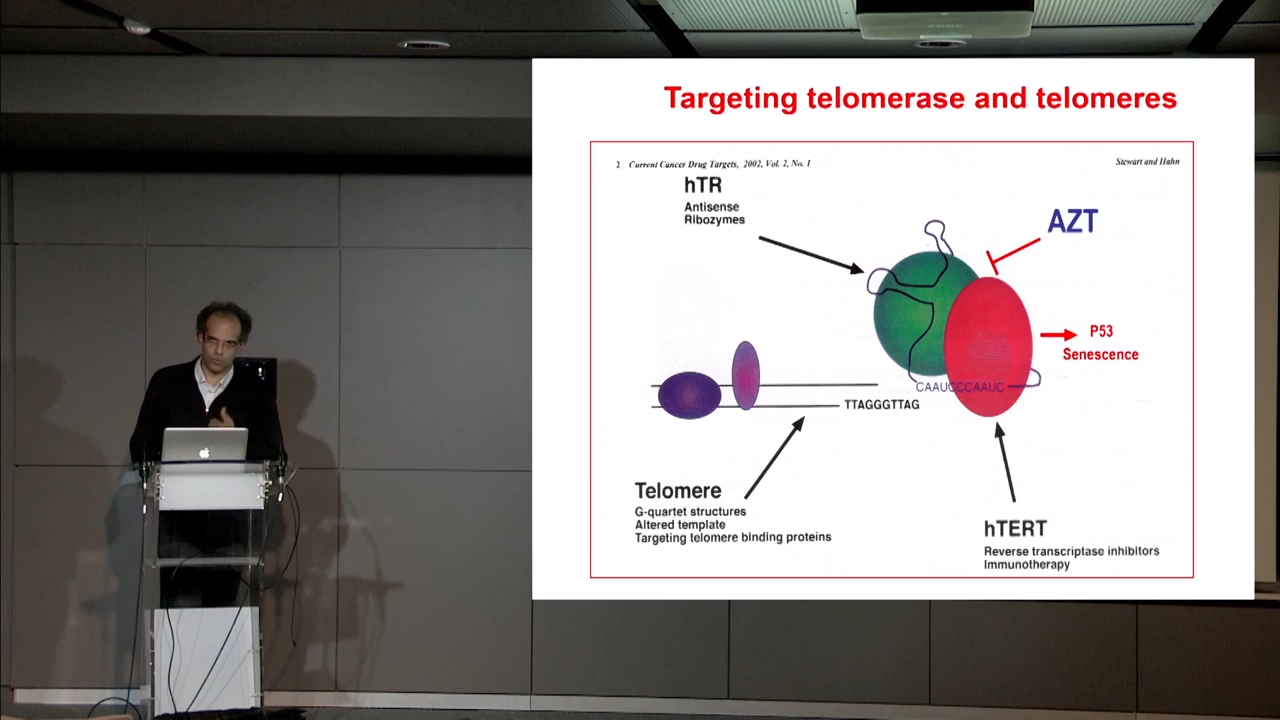 Targeting telomerase and telomeres
2 Current Cancer Drug Targets, 2002, Vol. 2, No. 1
Stewart and Hahn
hTR
Antisense
Ribozymes
AZT
P53
Senescence
CAAUCCCAAUC
TTAGGGTTAG
Telomere
G-quartet structures
Altered template
Targeting telomere binding proteins
hTERT
Reverse transcriptase inhibitors
Immunotherapy